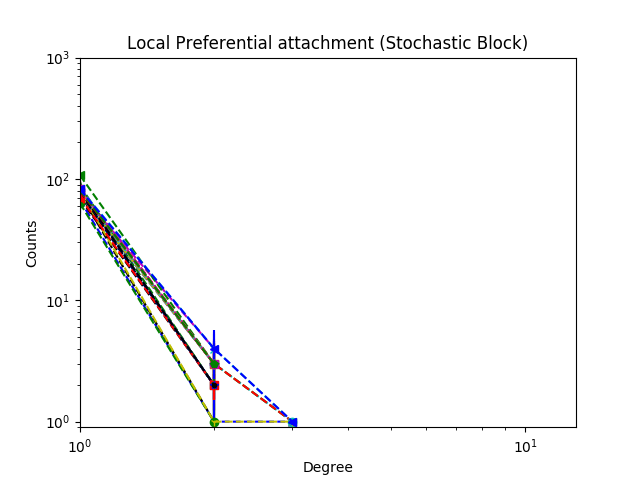 Local Preferential attachment (Stochastic Block)
10³
10²
10¹
10⁰
Counts
10⁰
10¹
Degree